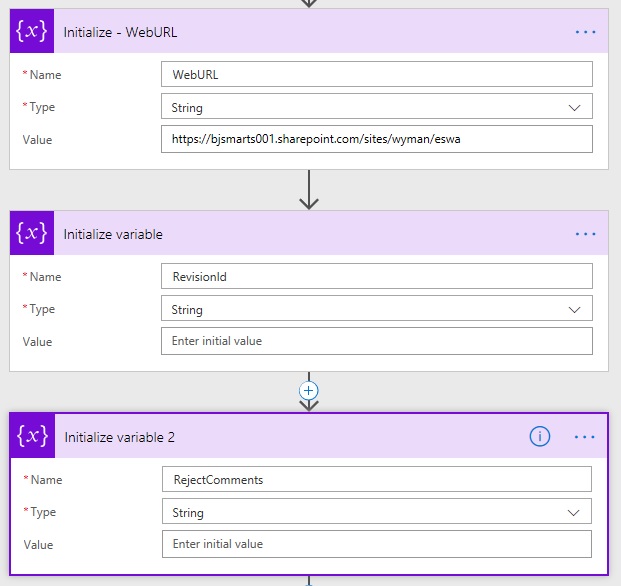 {x} Initialize - WebURL ...
* Name WebURL
* Type String
Value https://bjsmarts001.sharepoint.com/sites/wyman/eswa
{x} Initialize variable ...
* Name RevisionId
* Type String
Value Enter initial value
{x} Initialize variable 2 ...
* Name RejectComments
* Type String
Value Enter initial value